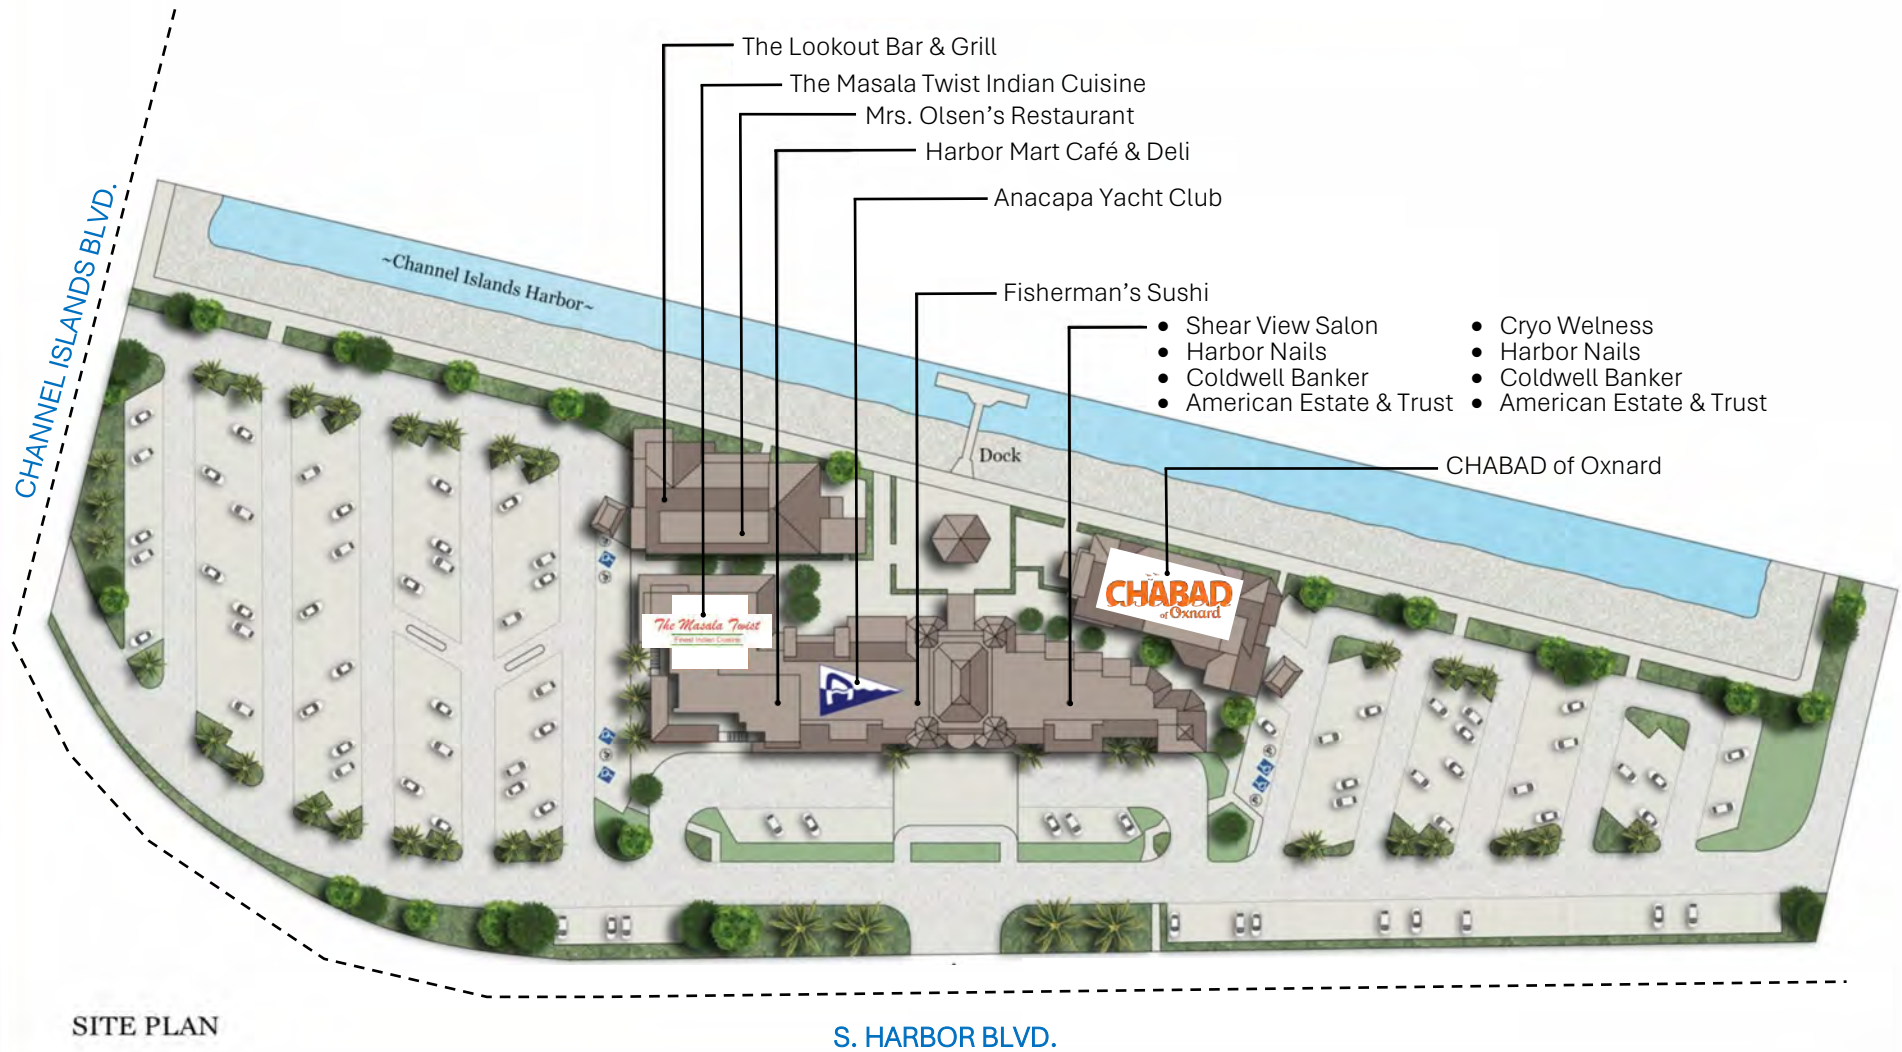 The Lookout Bar & Grill
The Masala Twist Indian Cuisine
Mrs. Olsen’s Restaurant
Harbor Mart Café & Deli
Anacapa Yacht Club
Fisherman’s Sushi
• Shear View Salon
• Harbor Nails
• Coldwell Banker
• American Estate & Trust
• Cryo Welness
• Harbor Nails
• Coldwell Banker
• American Estate & Trust
CHABAD of Oxnard
CHANNEL ISLANDS BLVD.
~Channel Islands Harbor~
Dock
CHABAD
of Oxnard
The Masala Twist
Finest Indian Cuisine
SITE PLAN
S. HARBOR BLVD.